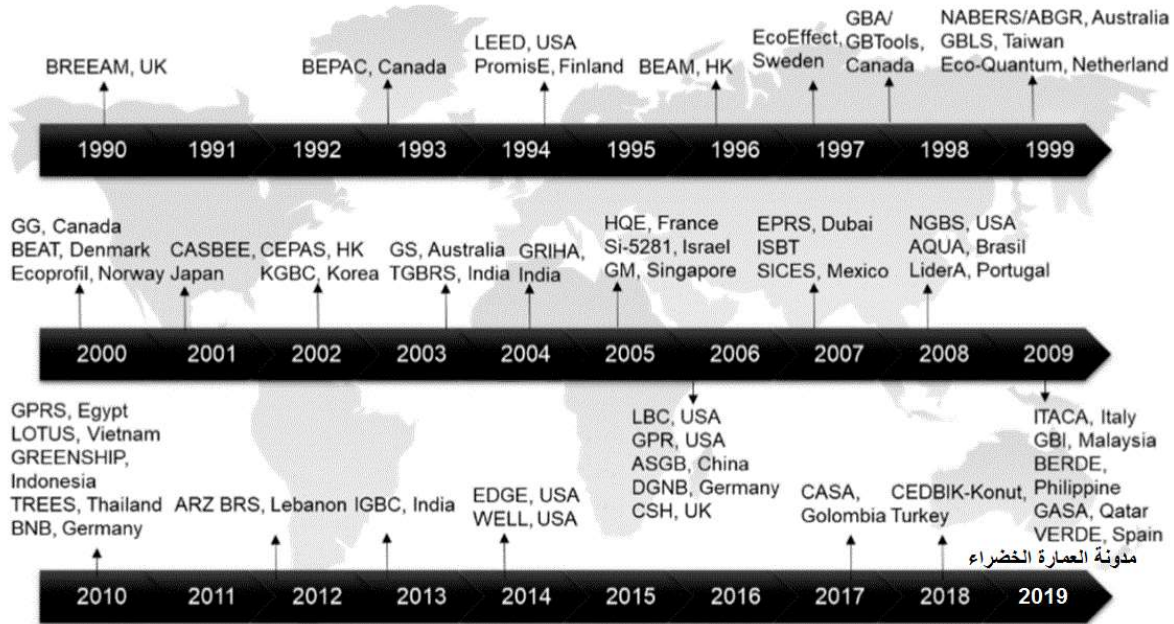 BREEAM, UK
BEPAC, Canada
LEED, USA
PromisE, Finland
BEAM, HK
EcoEffect,
Sweden
GBA/
GBTools,
Canada
NABERS/ABGR, Australia
GBLS, Taiwan
Eco-Quantum, Netherland
1990 1991 1992 1993 1994 1995 1996 1997 1998 1999
GG, Canada
BEAT, Denmark
Ecoprofil, Norway
CASBEE,
Japan
CEPAS, HK
KGBC, Korea
GS, Australia
TGBRS, India
GRIHA,
India
HQE, France
Si-5281, Israel
GM, Singapore
EPRS, Dubai
ISBT
SICES, Mexico
NGBS, USA
AQUA, Brasil
LiderA, Portugal
2000 2001 2002 2003 2004 2005 2006 2007 2008 2009
LBC, USA
GPR, USA
ASGB, China
DGNB, Germany
CSH, UK
ITACA, Italy
GBI, Malaysia
BERDE,
Philippine
GASA, Qatar
VERDE, Spain
GPRS, Egypt
LOTUS, Vietnam
GREENSHIP,
Indonesia
TREES, Thailand
BNB, Germany
ARZ BRS, Lebanon
IGBC, India
EDGE, USA
WELL, USA
CASA,
Golombia
CEDBIK-Konut,
Turkey
مدونة العمارة الخضراء
2010 2011 2012 2013 2014 2015 2016 2017 2018 2019